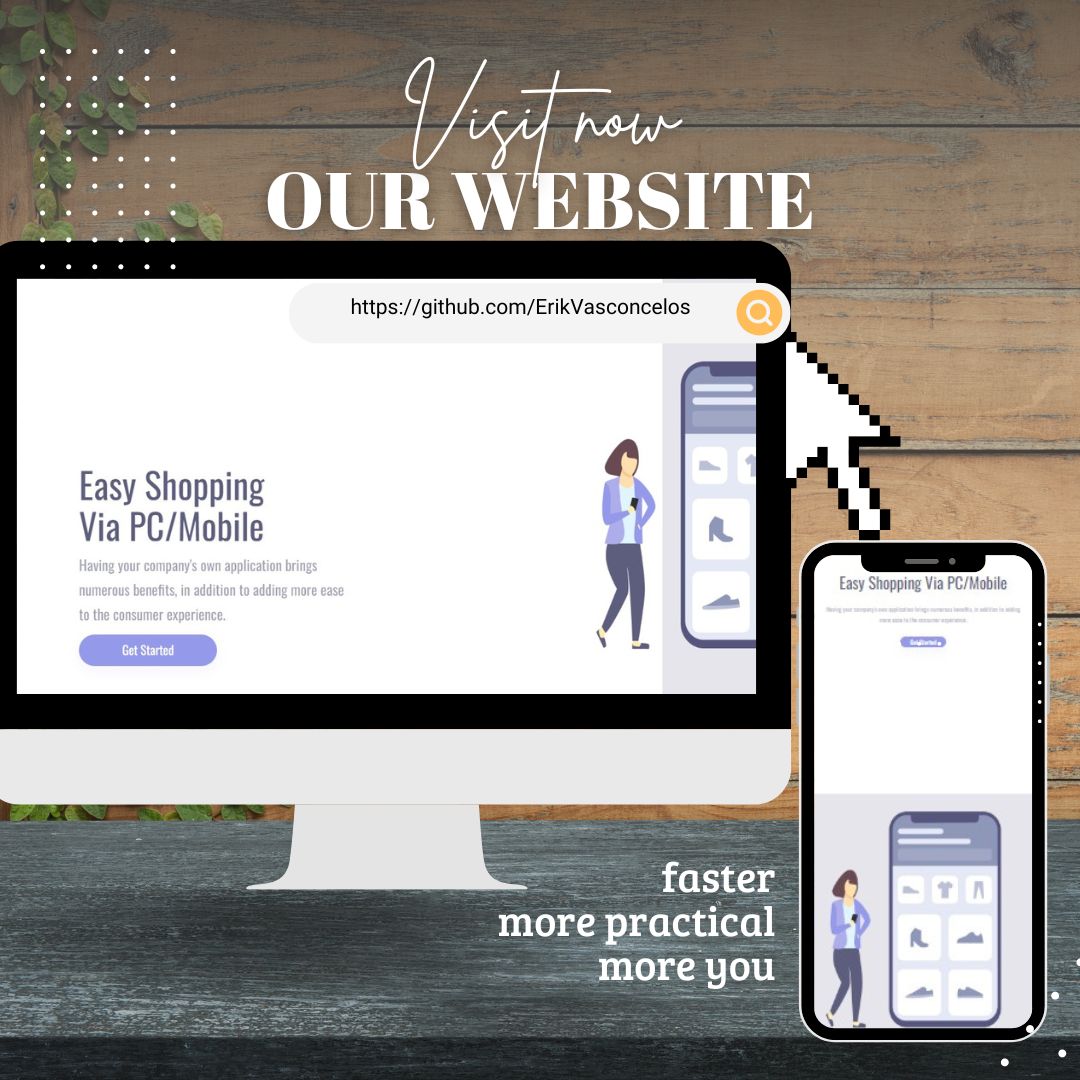 Visit now
OUR WEBSITE
https://github.com/ErikVasconcelos
Easy Shopping
Via PC/Mobile
Having your company's own application brings
numerous benefits, in addition to adding more ease
to the consumer experience.
Get Started
Easy Shopping Via PC/Mobile
Having your company's own application brings numerous benefits, in addition to adding
more ease to the consumer experience.
Get Started
faster
more practical
more you